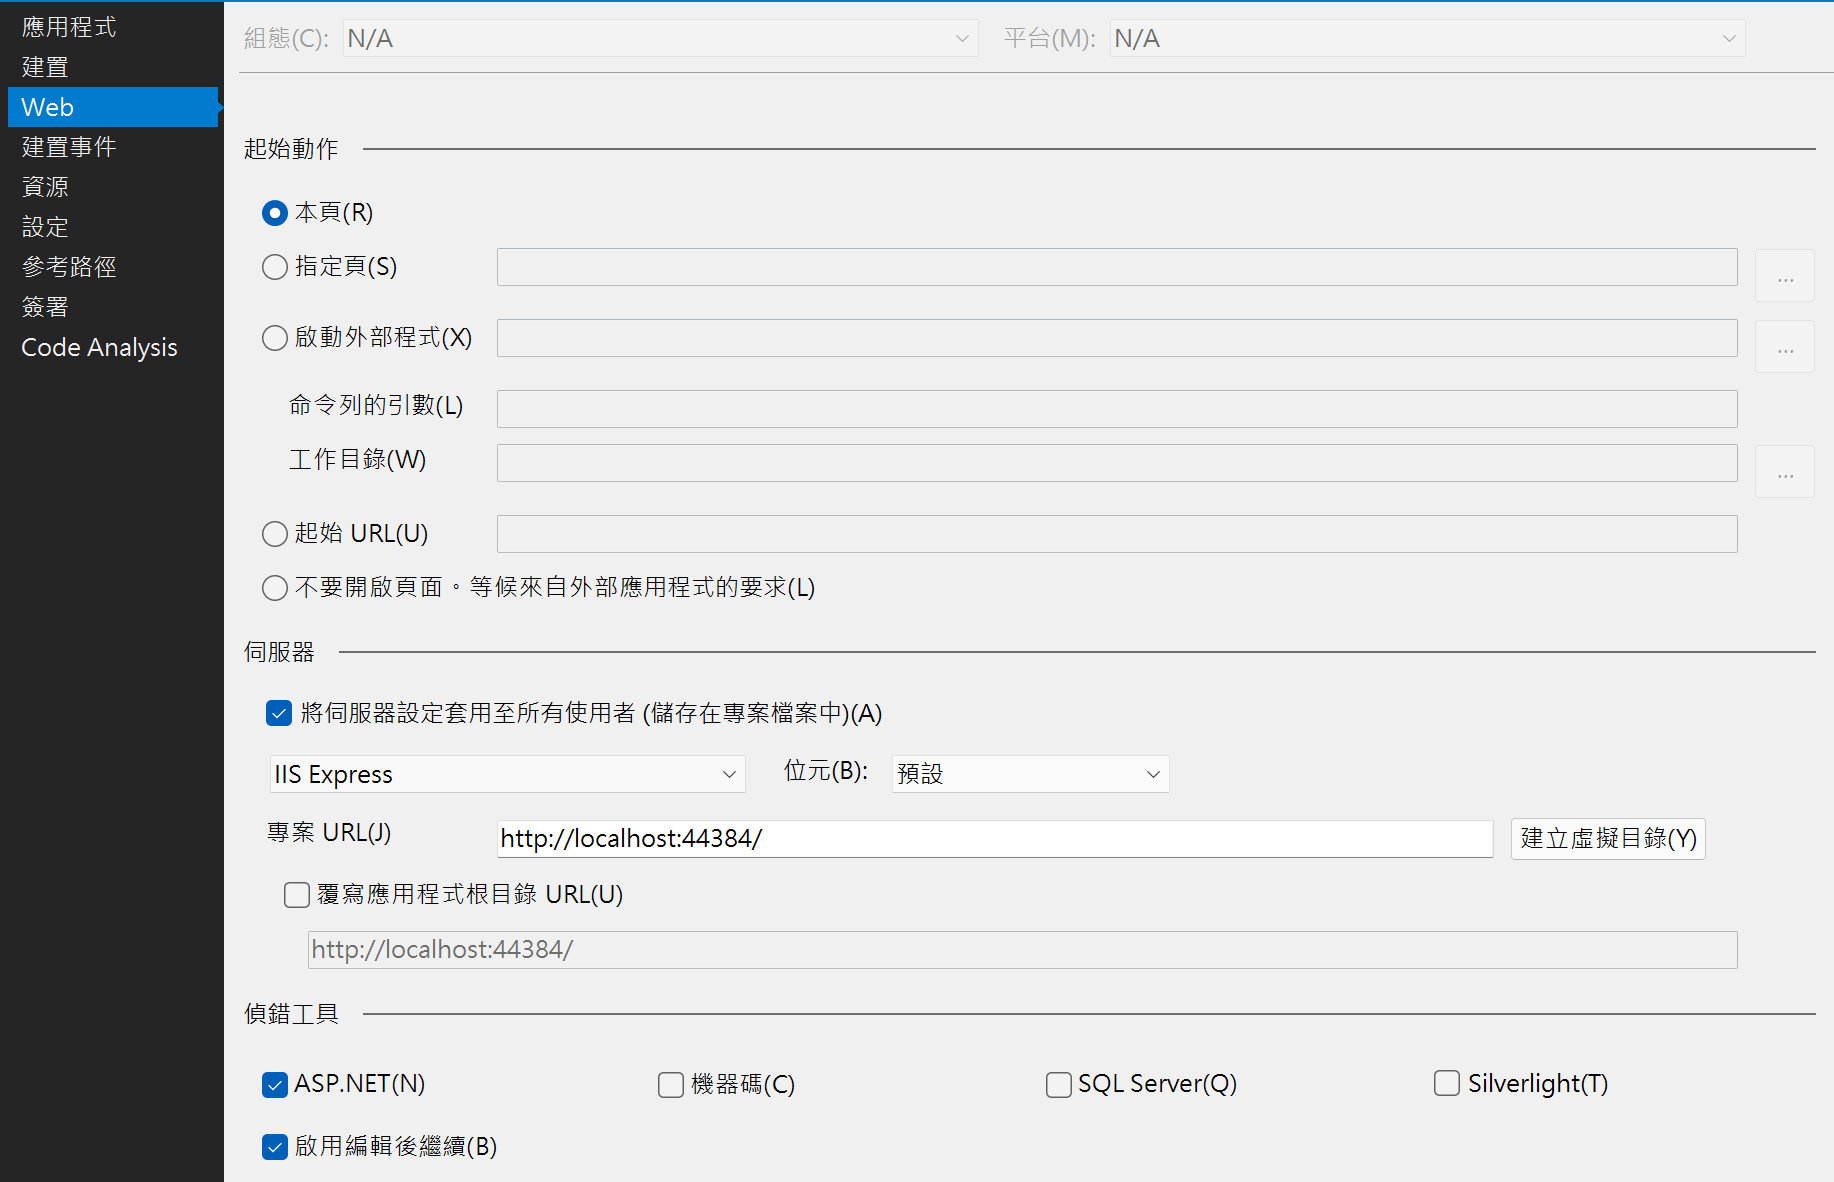 應用程式
建置
Web
建置事件
資源
設定
參考路徑
簽署
Code Analysis
組態(C): N/A 平台(M): N/A
起始動作
本頁(R)
指定頁(S) ...
啟動外部程式(X) ...
命令列的引數(L)
工作目錄(W) ...
起始 URL(U)
不要開啟頁面。等候來自外部應用程式的要求(L)
伺服器
將伺服器設定套用至所有使用者 (儲存在專案檔案中)(A)
IIS Express 位元(B): 預設
專案 URL(J) http://localhost:44384/ 建立虛擬目錄(Y)
覆寫應用程式根目錄 URL(U)
http://localhost:44384/
偵錯工具
ASP.NET(N) 機器碼(C) SQL Server(Q) Silverlight(T)
啟用編輯後繼續(B)